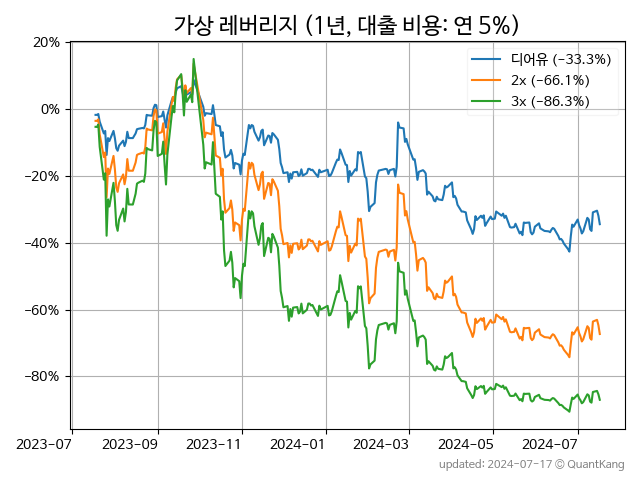 가상 레버리지 (1년, 대출 비용: 연 5%)
디어유 (−33.3%)
2x (−66.1%)
3x (−86.3%)
20%
0%
−20%
−40%
−60%
−80%
2023-07 2023-09 2023-11 2024-01 2024-03 2024-05 2024-07
updated: 2024-07-17 © QuantKang